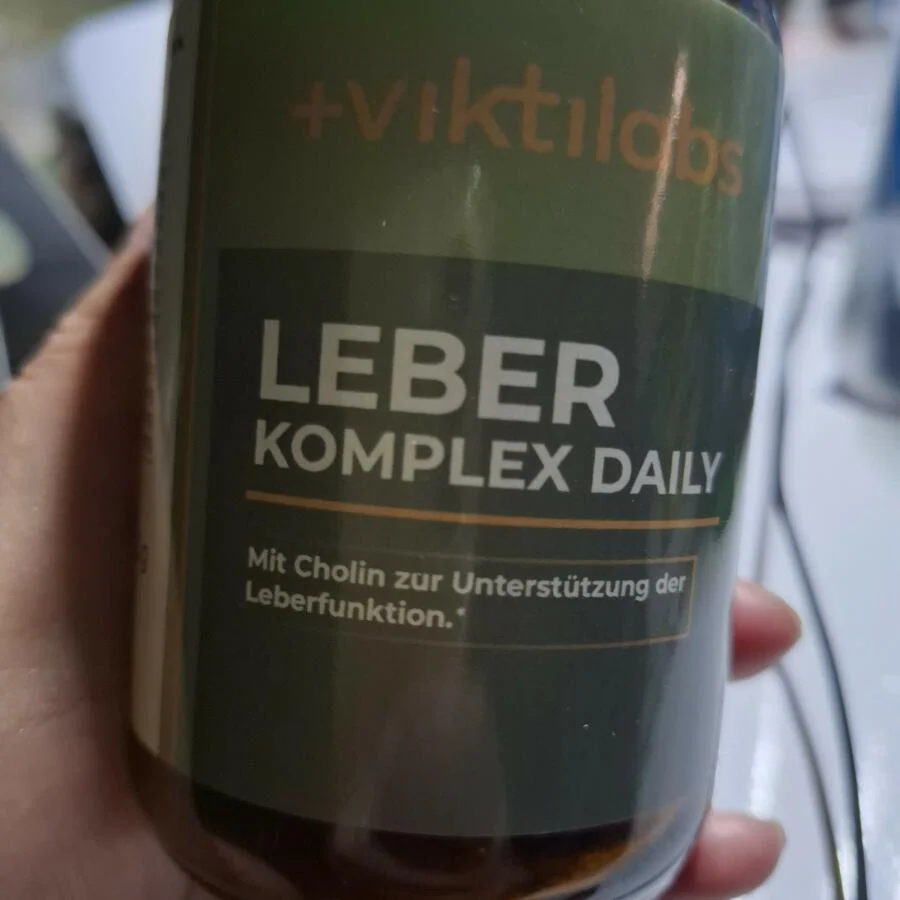 +viktilabs
LEBER
KOMPLEX DAILY
Mit Cholin zur Unterstützung der
Leberfunktion.*